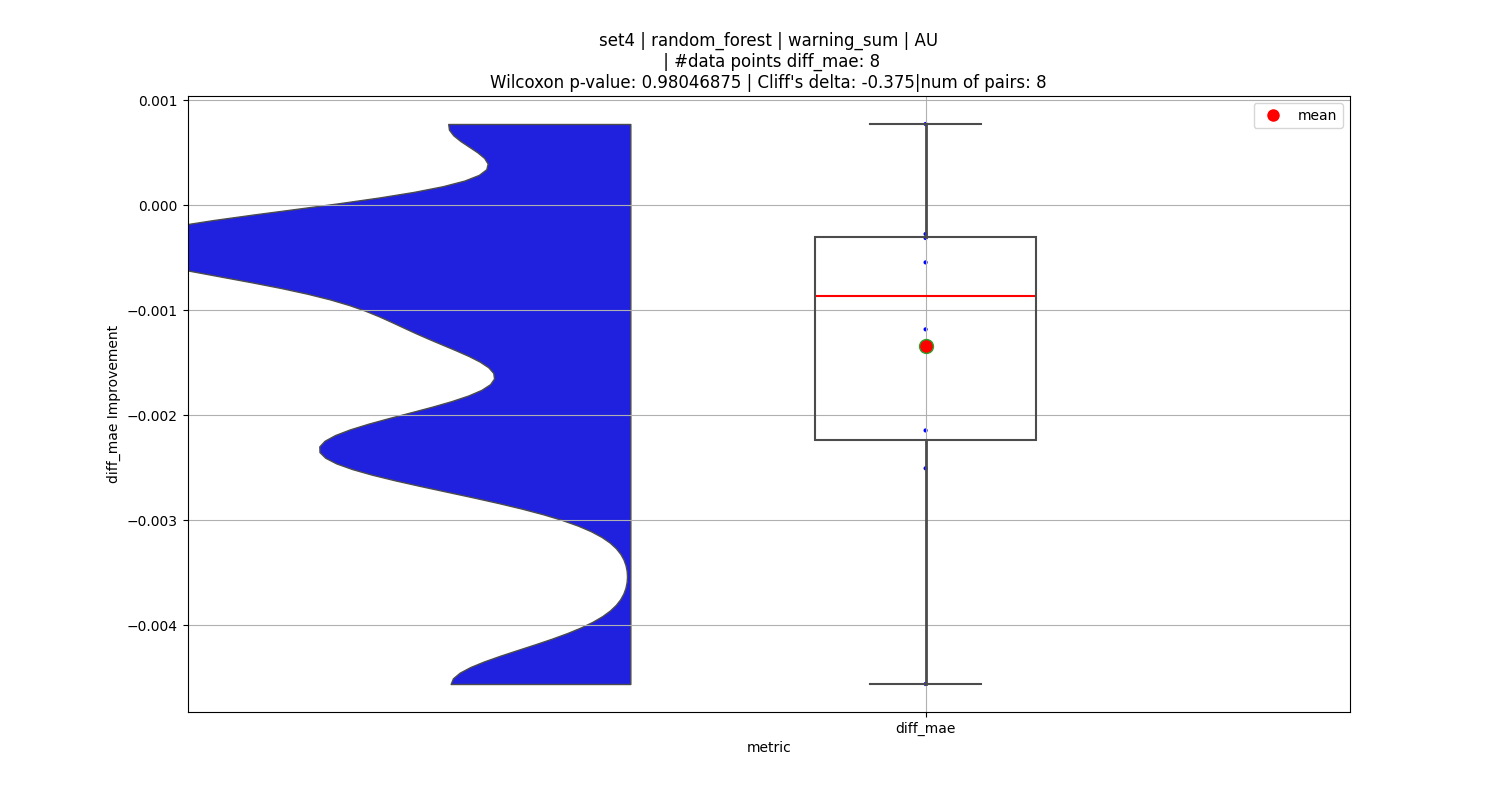 set4 | random_forest | warning_sum | AU
| #data points diff_mae: 8
Wilcoxon p-value: 0.98046875 | Cliff's delta: -0.375|num of pairs: 8
mean
0.001
0.000
−0.001
−0.002
−0.003
−0.004
diff_mae Improvement
diff_mae
metric